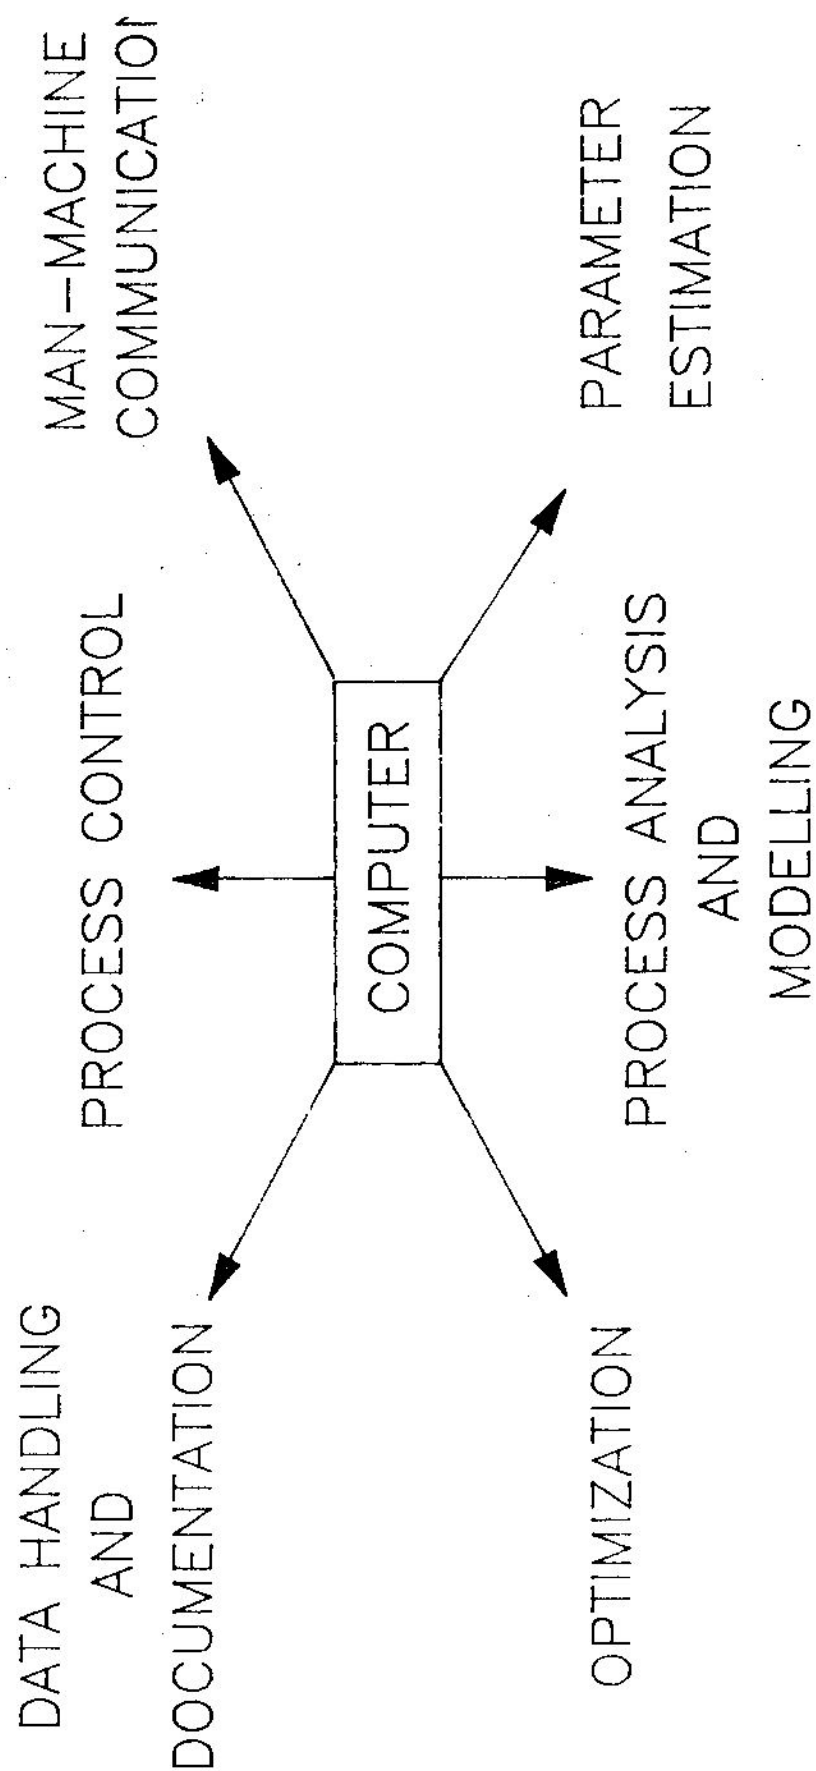 DATA HANDLING
AND
DOCUMENTATION
PROCESS CONTROL
MAN-MACHINE
COMMUNICATION
COMPUTER
OPTIMIZATION
PROCESS ANALYSIS
AND
MODELLING
PARAMETER
ESTIMATION